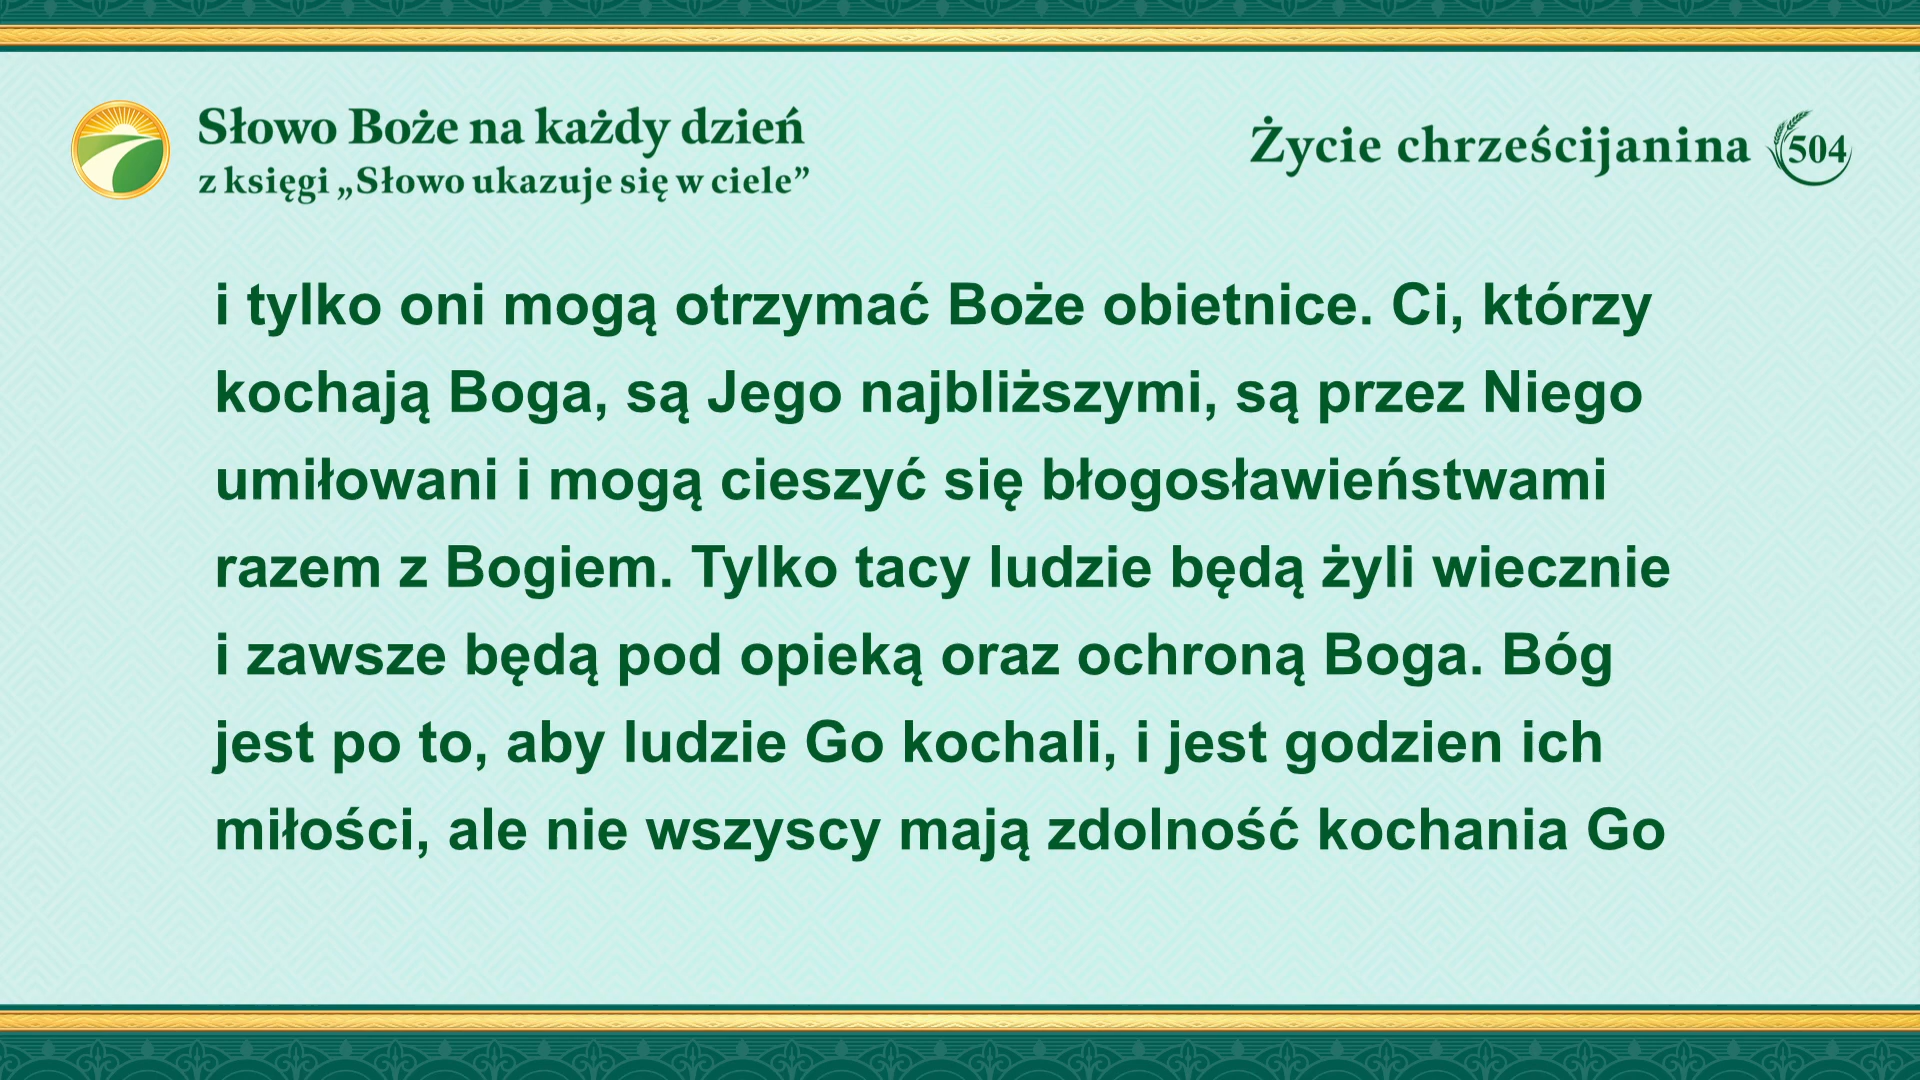 Słowo Boże na każdy dzień
z księgi „Słowo ukazuje się w ciele”
Życie chrześcijanina 504
i tylko oni mogą otrzymać Boże obietnice. Ci, którzy
kochają Boga, są Jego najbliższymi, są przez Niego
umiłowani i mogą cieszyć się błogosławieństwami
razem z Bogiem. Tylko tacy ludzie będą żyli wiecznie
i zawsze będą pod opieką oraz ochroną Boga. Bóg
jest po to, aby ludzie Go kochali, i jest godzien ich
miłości, ale nie wszyscy mają zdolność kochania Go